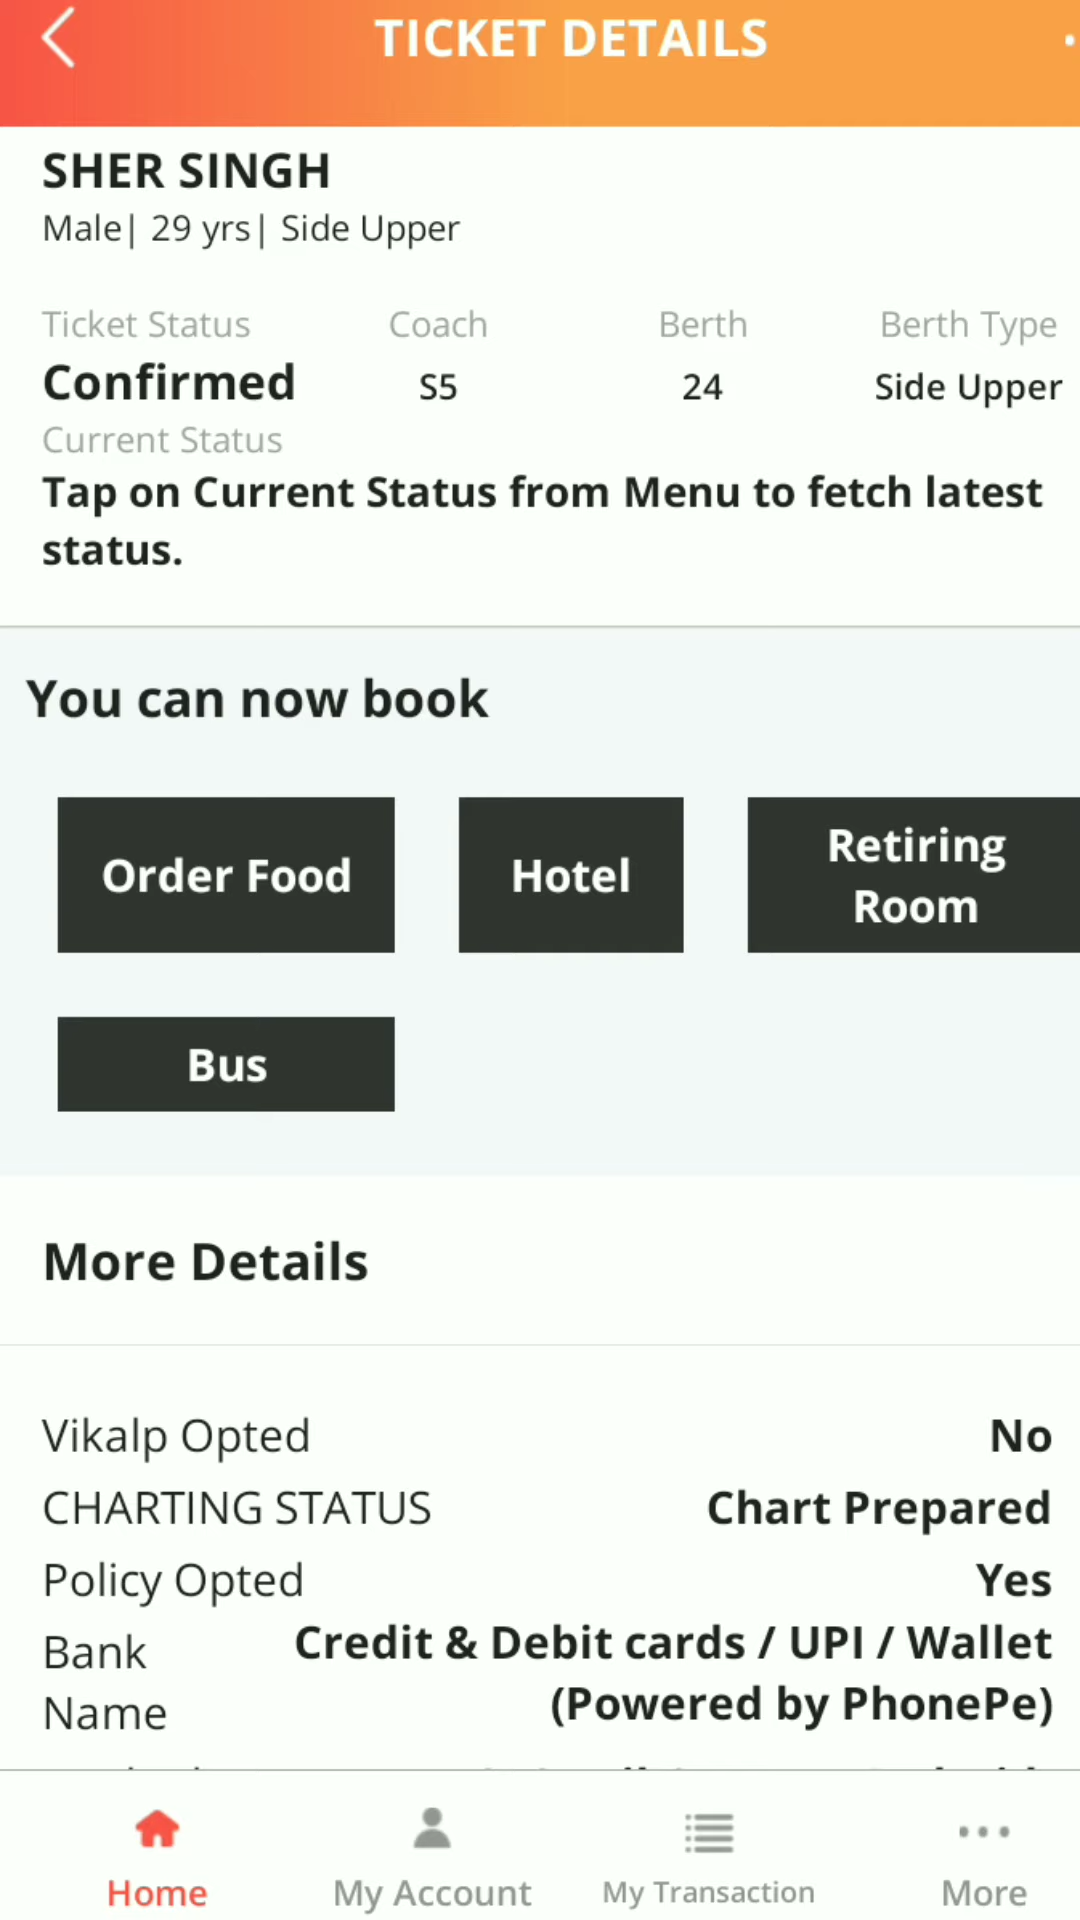 TICKET DETAILS
SHER SINGH
Male| 29 yrs| Side Upper
Ticket Status Coach Berth Berth Type
Confirmed S5 24 Side Upper
Current Status
Tap on Current Status from Menu to fetch latest
status.
You can now book
Order Food
Hotel
Retiring
Room
Bus
More Details
Vikalp Opted No
CHARTING STATUS Chart Prepared
Policy Opted Yes
Bank
Name
Credit & Debit cards / UPI / Wallet
(Powered by PhonePe)
Home My Account My Transaction More